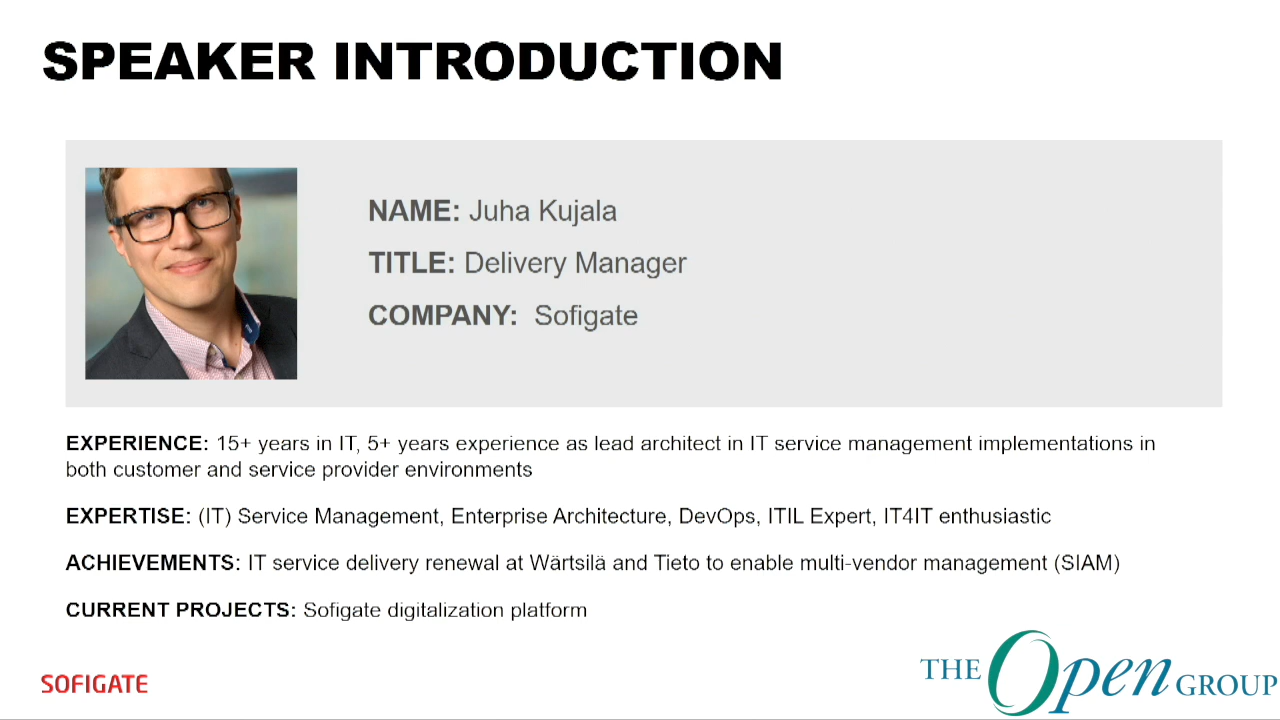 SPEAKER INTRODUCTION
NAME: Juha Kujala
TITLE: Delivery Manager
COMPANY: Sofigate
EXPERIENCE: 15+ years in IT, 5+ years experience as lead architect in IT service management implementations in
both customer and service provider environments
EXPERTISE: (IT) Service Management, Enterprise Architecture, DevOps, ITIL Expert, IT4IT enthusiastic
ACHIEVEMENTS: IT service delivery renewal at Wärtsilä and Tieto to enable multi-vendor management (SIAM)
CURRENT PROJECTS: Sofigate digitalization platform
SOFIGATE
THE Open GROUP